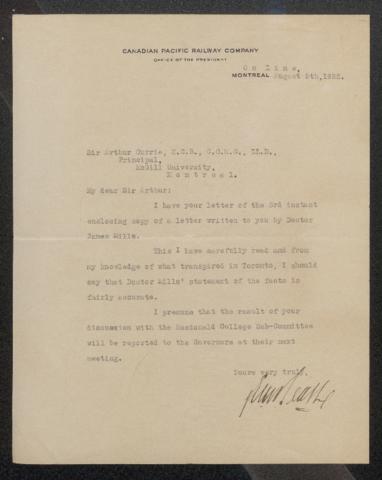 CANADIAN PACIFIC RAILWAY COMPANY
OFFICE OF THE PRESIDENT
On Line,
MONTREAL August 9th, 1922.
Sir Arthur Currie, K.C.B., G.C.M.G., LL.D.,
Principal,
McGill University,
Montreal.
My dear Sir Arthur:
I have your letter of the 3rd instant
enclosing copy of a letter written to you by Doctor
James Mills.
This I have carefully read and from
my knowledge of what transpired in Toronto, I should
say that Doctor Mills' statement of the facts is
fairly accurate.
I presume that the result of your
discussion with the Macdonald College Sub-Committee
will be reported to the Governors at their next
meeting.
Yours very truly,